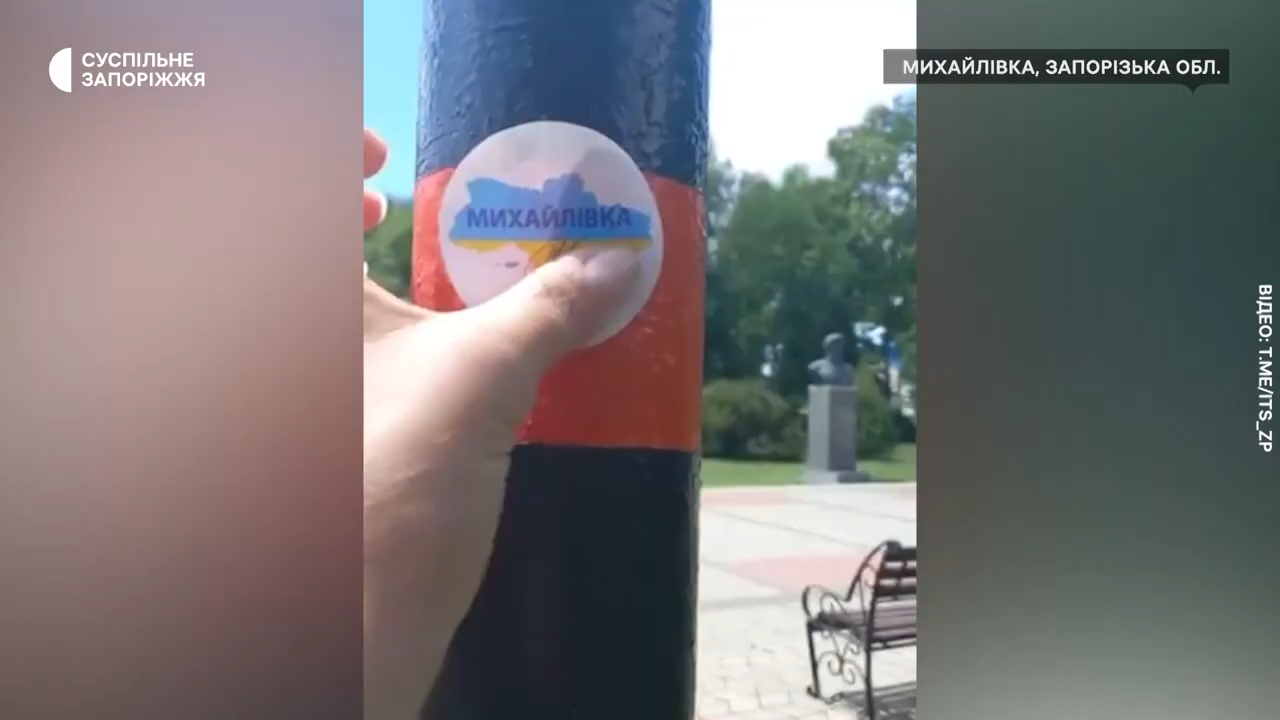 СУСПІЛЬНЕ
ЗАПОРІЖЖЯ
МИХАЙЛІВКА, ЗАПОРІЗЬКА ОБЛ.
МИХАЙЛІВКА
ВІДЕО: T.ME/ITS_ZP